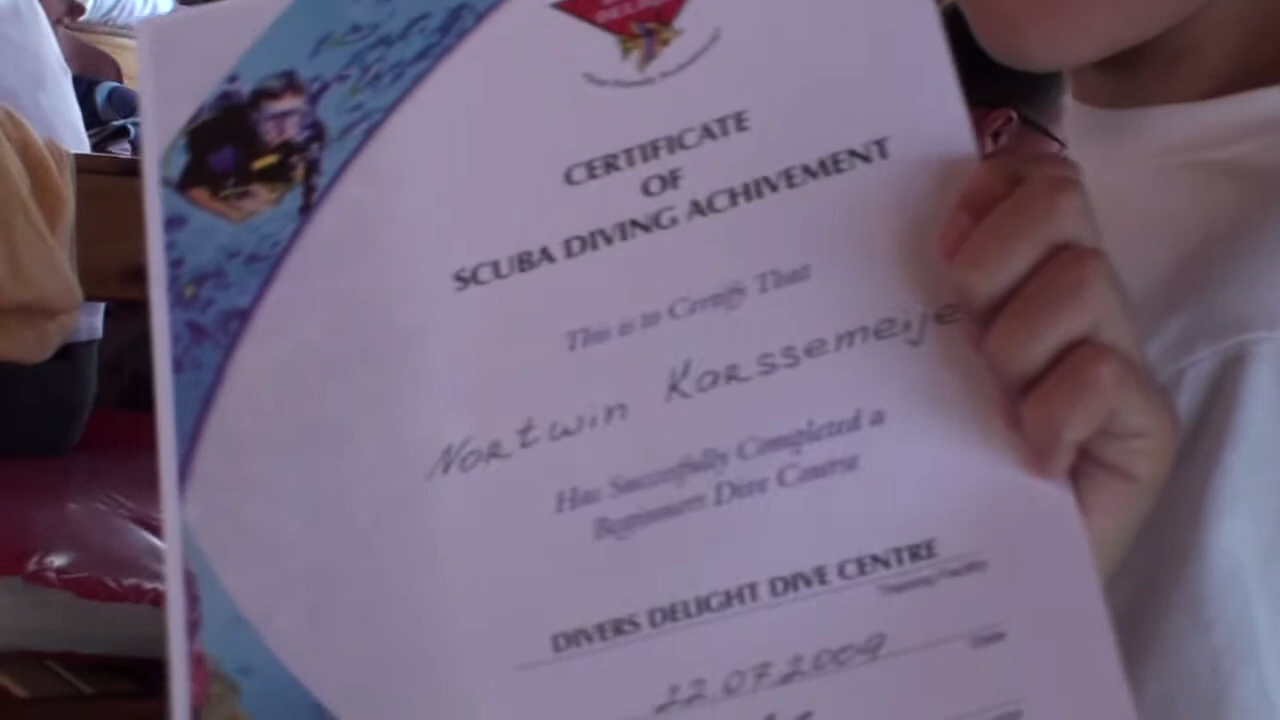 CERTIFICATE
OF
SCUBA DIVING ACHIVEMENT
This is to Certify That
Nortwin Karssemeije
Has Successfully Completed a
Beginners Dive Course
DIVERS DELIGHT DIVE CENTRE
Training Facility
22.07.2009
Date